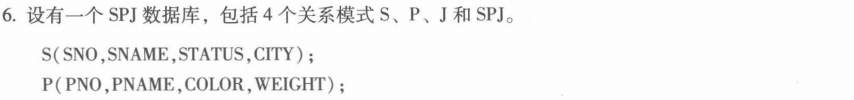 6. 设有一个 SPJ 数据库，包括 4 个关系模式 S、P、J 和 SPJ。
S(SNO,SNAME,STATUS,CITY)；
P(PNO,PNAME,COLOR,WEIGHT)；